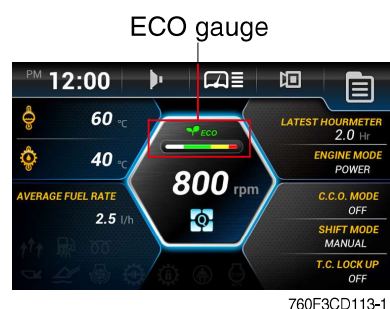 ECO gauge
PM 12:00
60 ℃
ECO
LATEST HOURMETER
2.0 Hr
40 ℃
ENGINE MODE
POWER
800 rpm
AVERAGE FUEL RATE
2.5 l/h
C.C.O. MODE
OFF
SHIFT MODE
MANUAL
T.C. LOCK UP
OFF
Q
760F3CD113-1